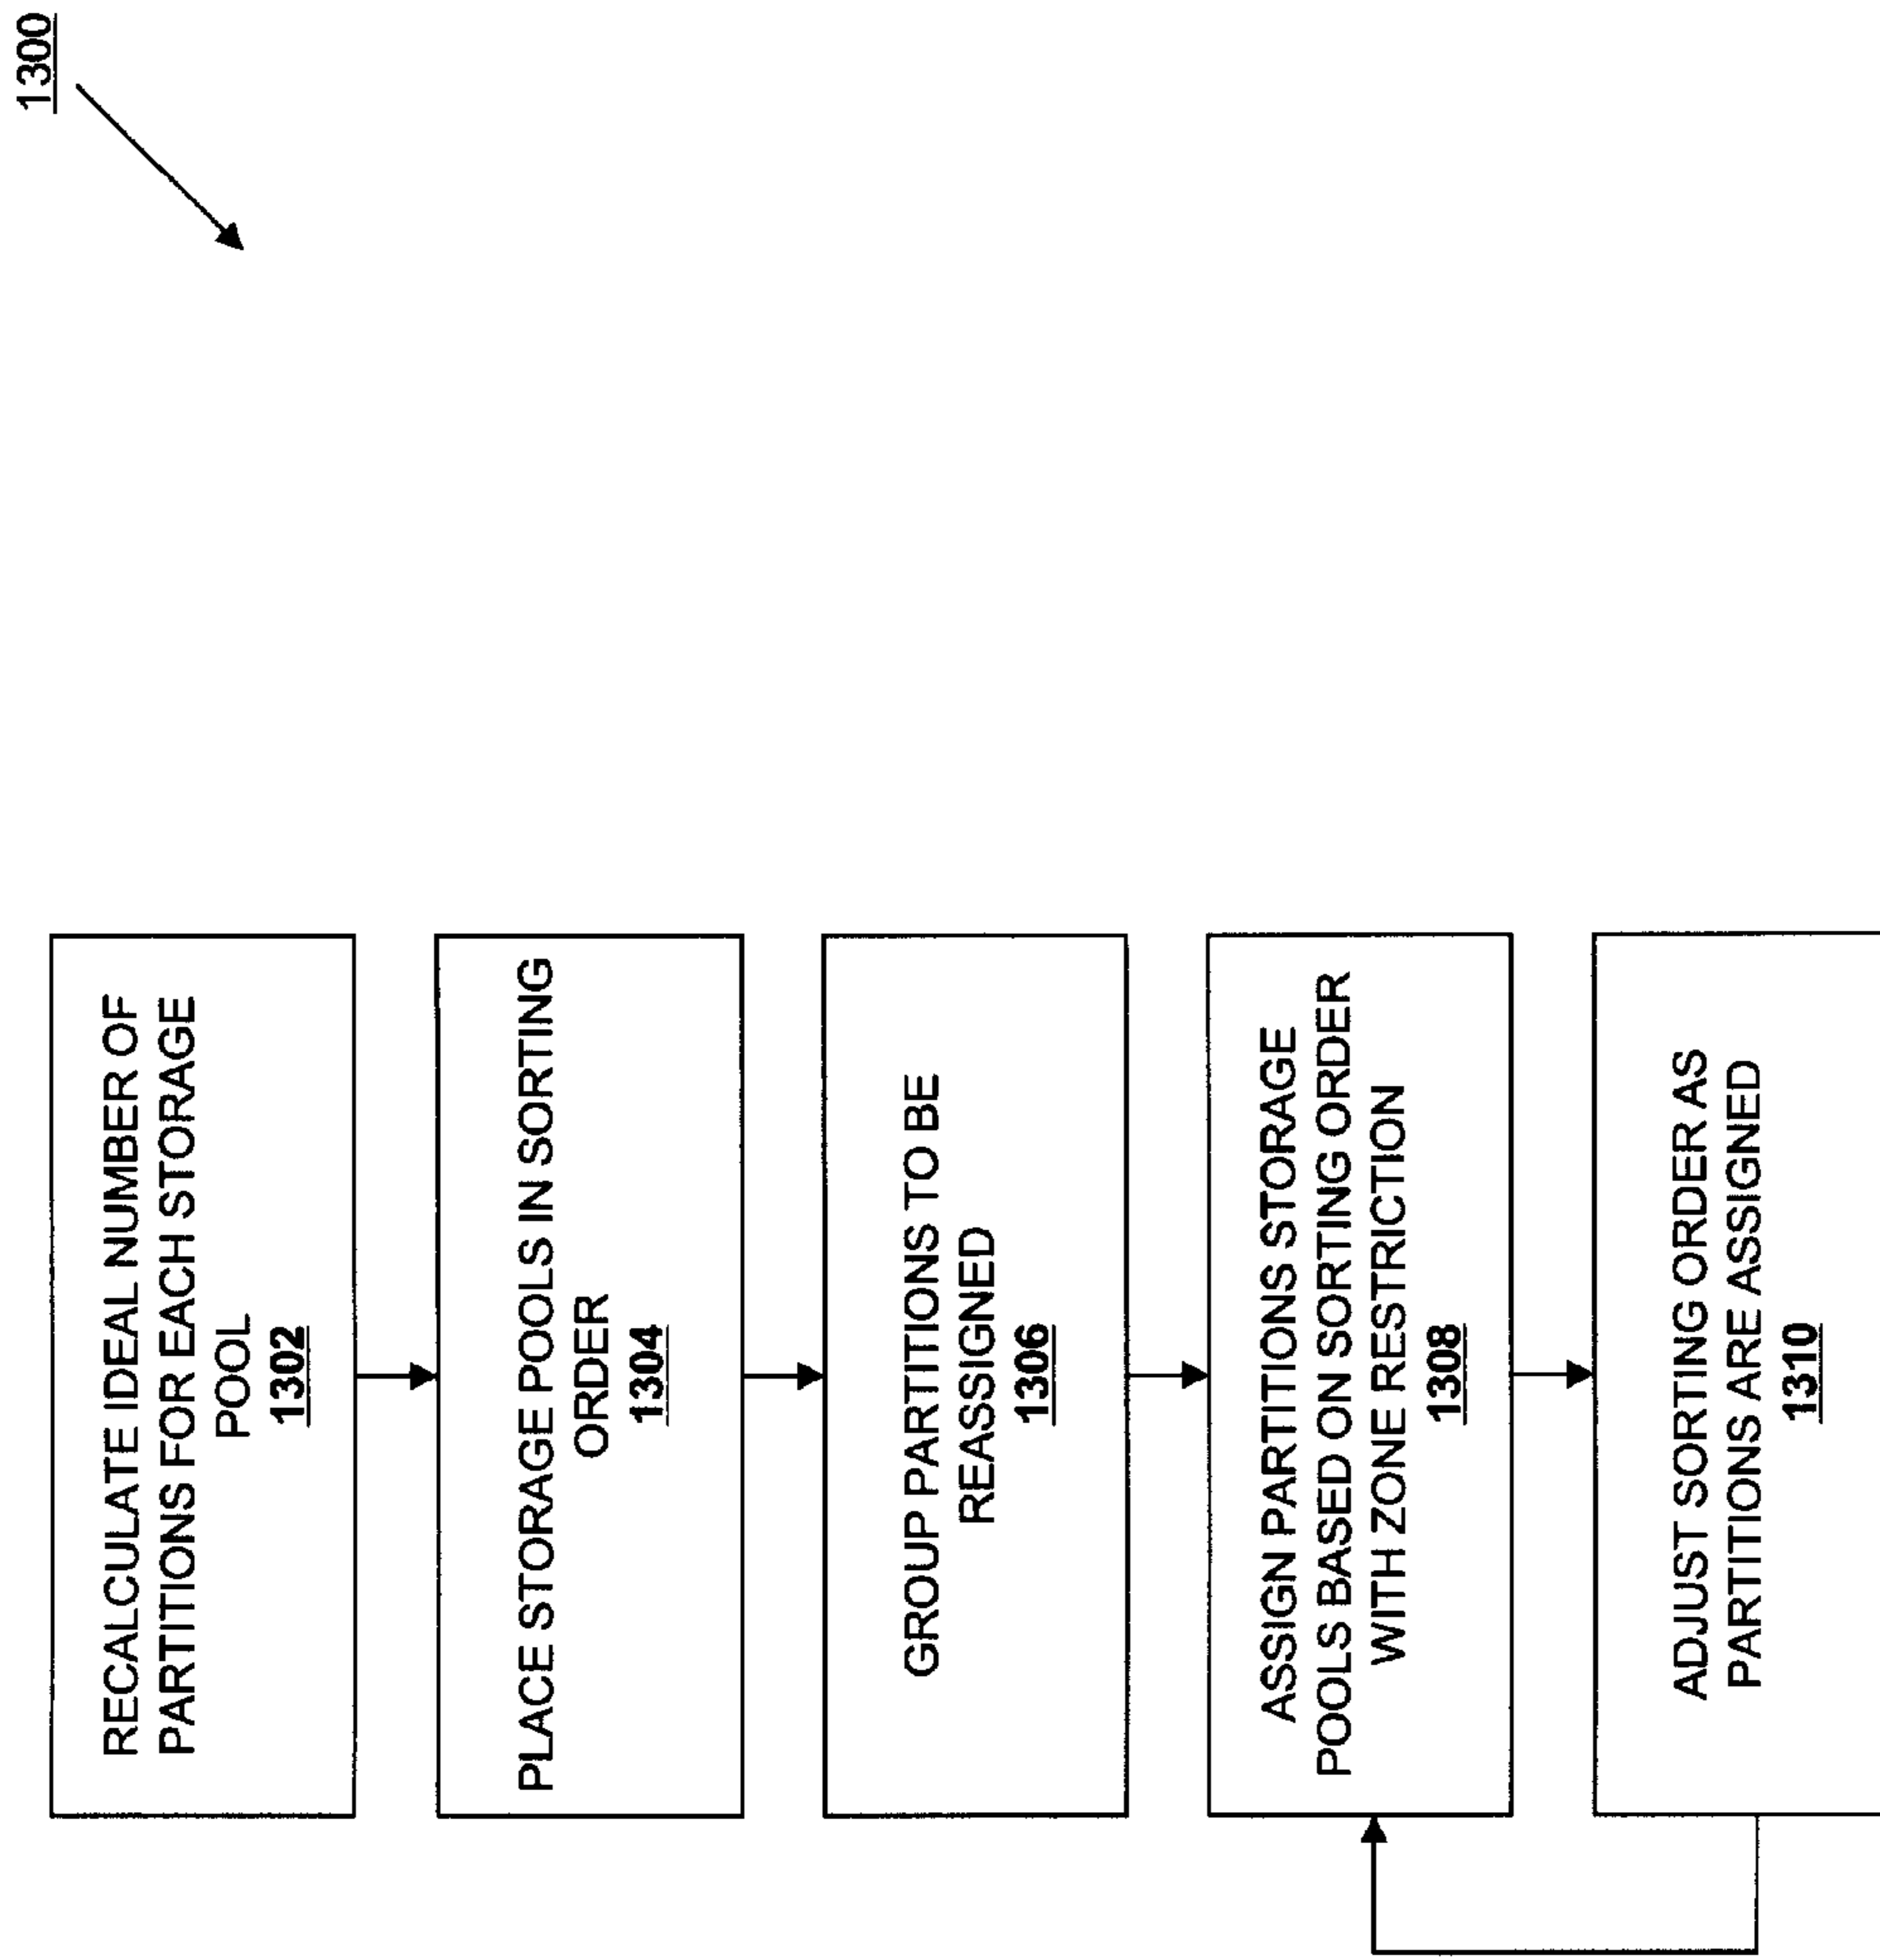 1300
RECALCULATE IDEAL NUMBER OF
PARTITIONS FOR EACH STORAGE
POOL
1302
PLACE STORAGE POOLS IN SORTING
ORDER
1304
GROUP PARTITIONS TO BE
REASSIGNED
1306
ASSIGN PARTITIONS STORAGE
POOLS BASED ON SORTING ORDER
WITH ZONE RESTRICTION
1308
ADJUST SORTING ORDER AS
PARTITIONS ARE ASSIGNED
1310